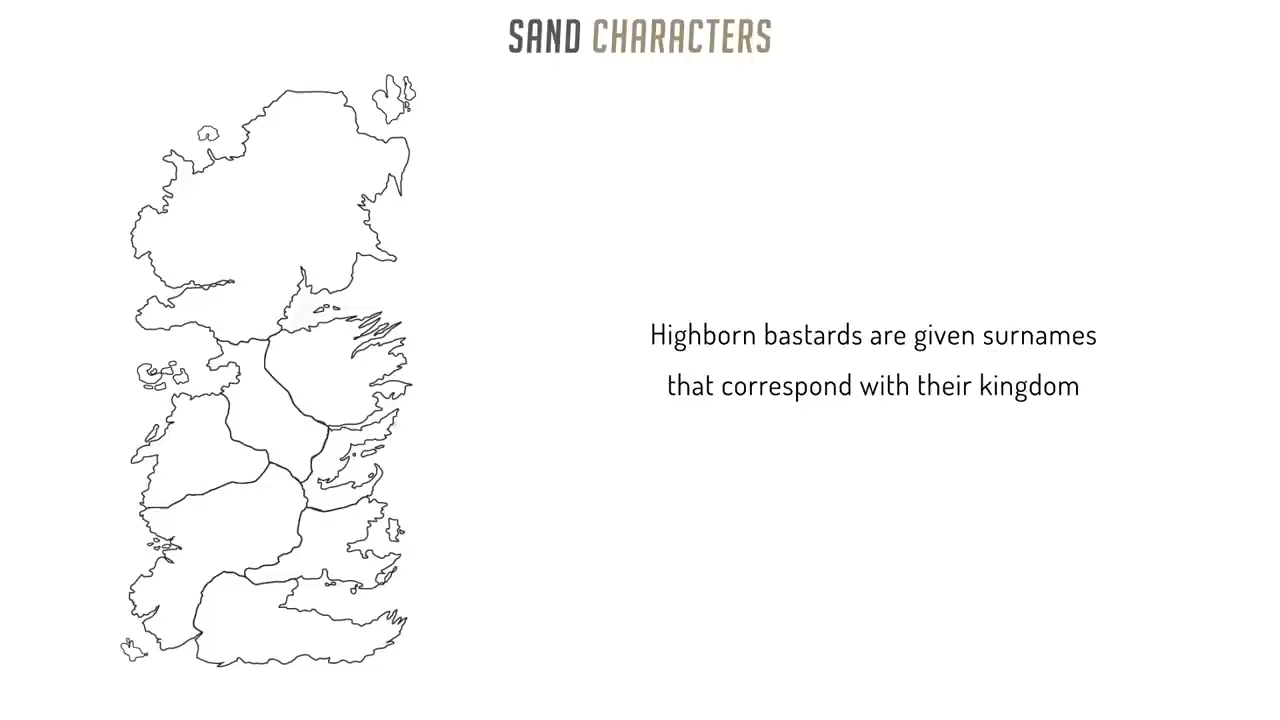 SAND CHARACTERS
Highborn bastards are given surnames
that correspond with their kingdom